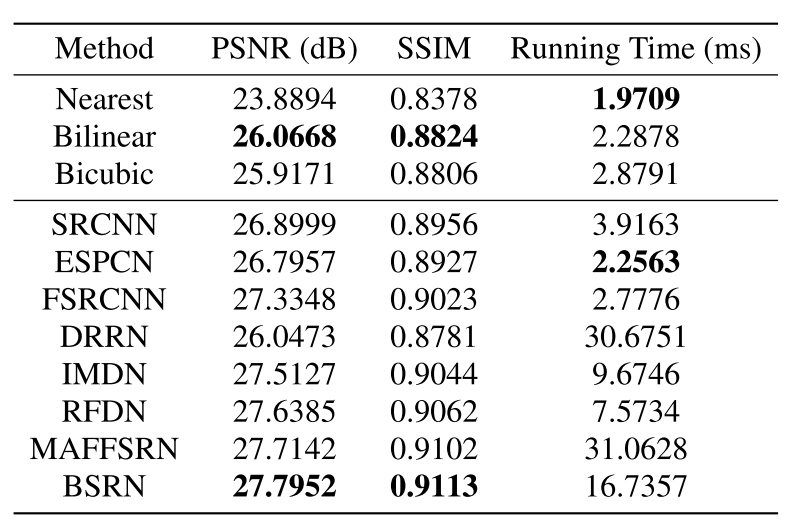 Method PSNR (dB) SSIM Running Time (ms)
Nearest 23.8894 0.8378 1.9709
Bilinear 26.0668 0.8824 2.2878
Bicubic 25.9171 0.8806 2.8791
SRCNN 26.8999 0.8956 3.9163
ESPCN 26.7957 0.8927 2.2563
FSRCNN 27.3348 0.9023 2.7776
DRRN 26.0473 0.8781 30.6751
IMDN 27.5127 0.9044 9.6746
RFDN 27.6385 0.9062 7.5734
MAFFSRN 27.7142 0.9102 31.0628
BSRN 27.7952 0.9113 16.7357